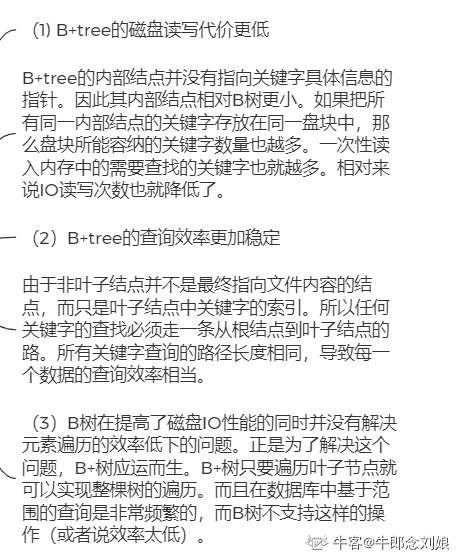 （1) B+tree的磁盘读写代价更低
B+tree的内部结点并没有指向关键字具体信息的
指针。因此其内部结点相对B树更小。如果把所
有同一内部结点的关键字存放在同一盘块中，那
么盘块所能容纳的关键字数量也越多。一次性读
入内存中的需要查找的关键字也就越多。相对来
说IO读写次数也就降低了。
（2）B+tree的查询效率更加稳定
由于非叶子结点并不是最终指向文件内容的结
点，而只是叶子结点中关键字的索引。所以任何
关键字的查找必须走一条从根结点到叶子结点的
路。所有关键字查询的路径长度相同，导致每一
个数据的查询效率相当。
（3）B树在提高了磁盘IO性能的同时并没有解决
元素遍历的效率低下的问题。正是为了解决这个
问题，B+树应运而生。B+树只要遍历叶子节点就
可以实现整棵树的遍历。而且在数据库中基于范
围的查询是非常频繁的，而B树不支持这样的操
作（或者说效率太低）。
牛客@牛郎念刘娘